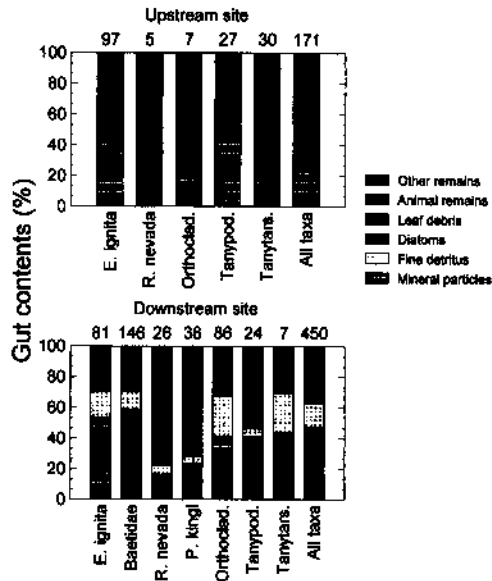 Upstream site
97 5 7 27 30 171
100
80
60
40
20
0
E. ignita
R. nevada
Orthoclad.
Tanypod.
Tanytars.
All taxa
Gut contents (%)
Other remains
Animal remains
Leaf debris
Diatoms
Fine detritus
Mineral particles
Downstream site
81 146 26 36 86 24 7 450
100
80
60
40
20
0
E. ignita
Baetidae
R. nevada
P. kingi
Orthoclad.
Tanypod.
Tanytars.
All taxa